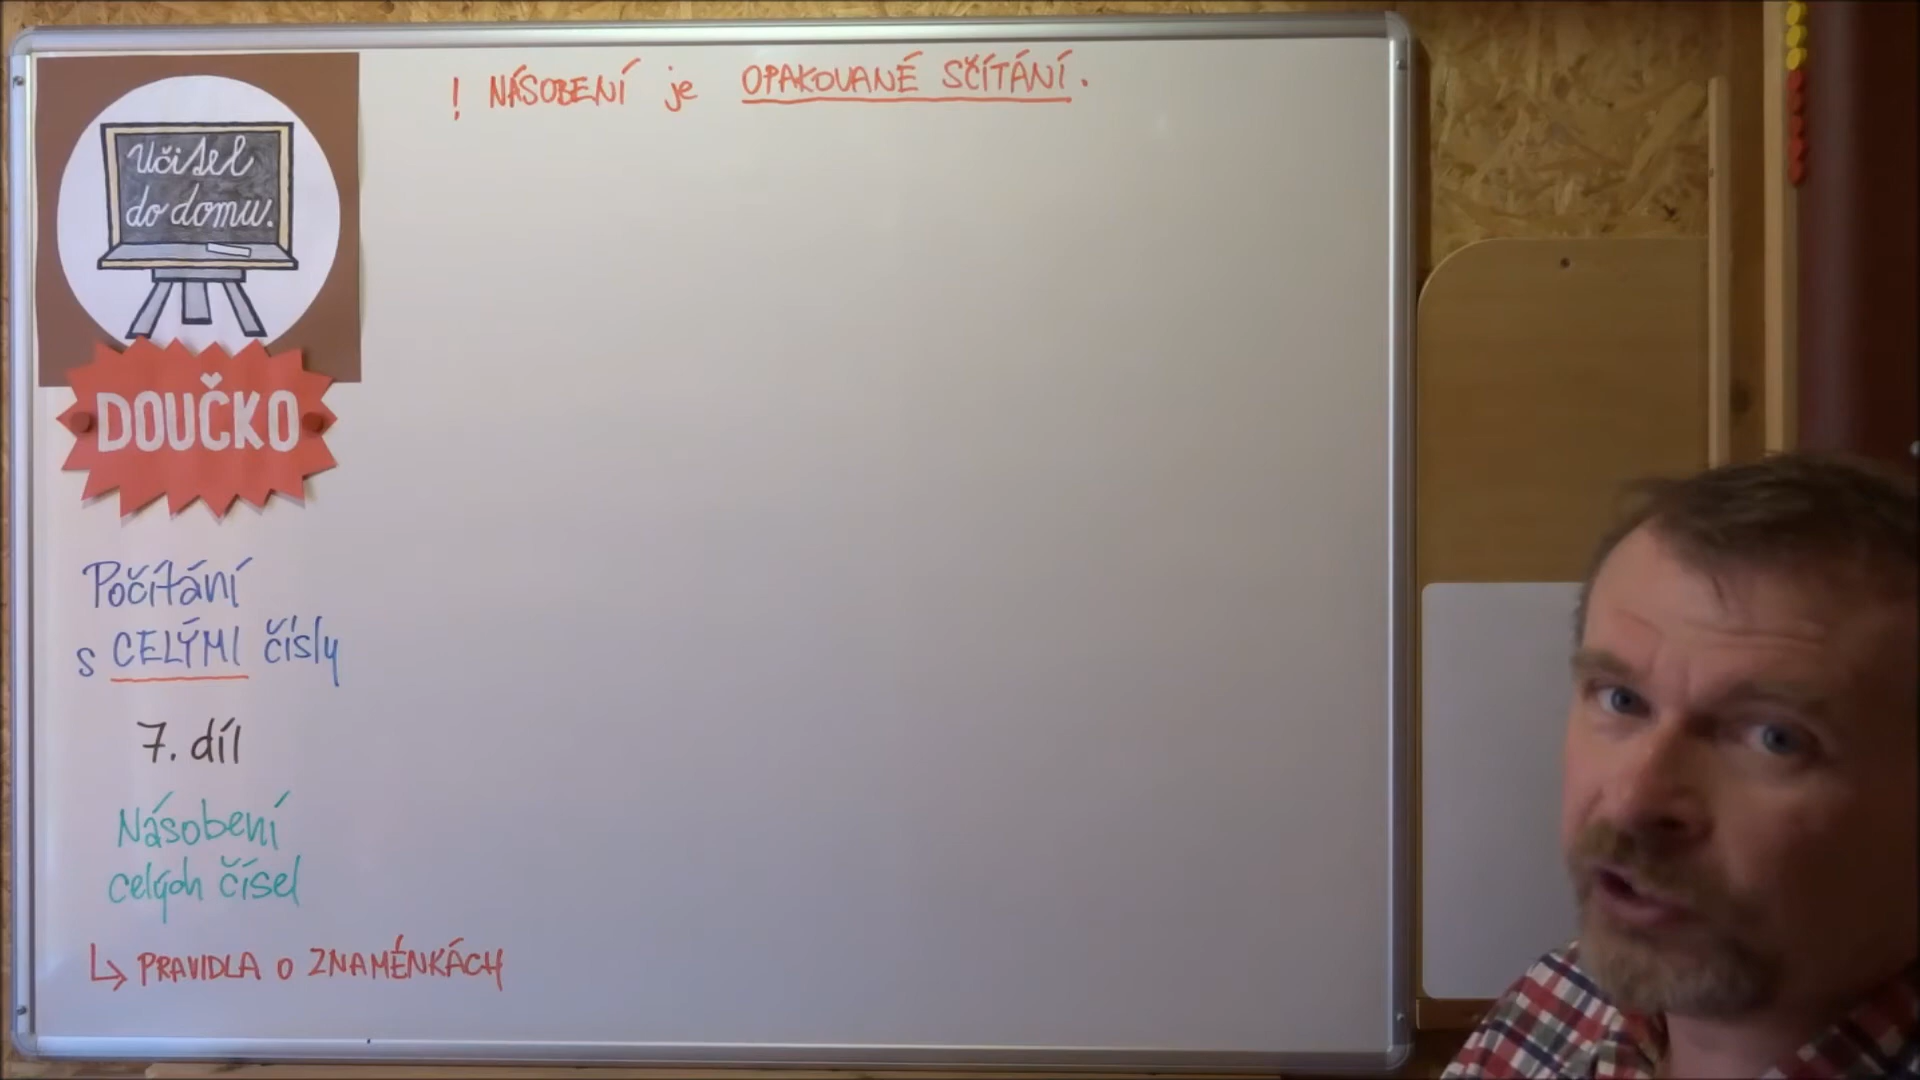 ! NÁSOBENÍ je OPAKOVANÉ SČÍTÁNÍ.
Učitel
do domu.
DOUČKO
Počítání
s CELÝMI čísly
7. díl
Násobení
celých čísel
↳ PRAVIDLA O ZNAMÉNKÁCH